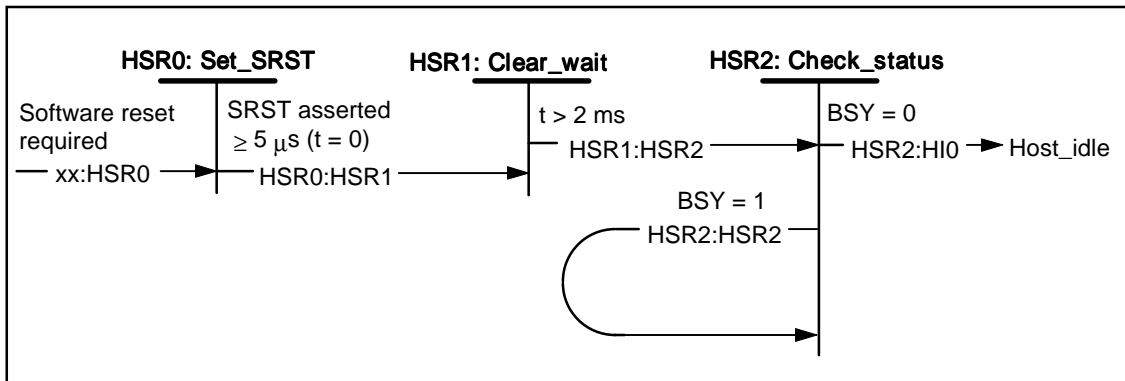 HSR0: Set_SRST
HSR1: Clear_wait
HSR2: Check_status
Software reset
required
xx:HSR0
SRST asserted
≥ 5 μs (t = 0)
HSR0:HSR1
t > 2 ms
HSR1:HSR2
BSY = 0
HSR2:HI0
Host_idle
BSY = 1
HSR2:HSR2